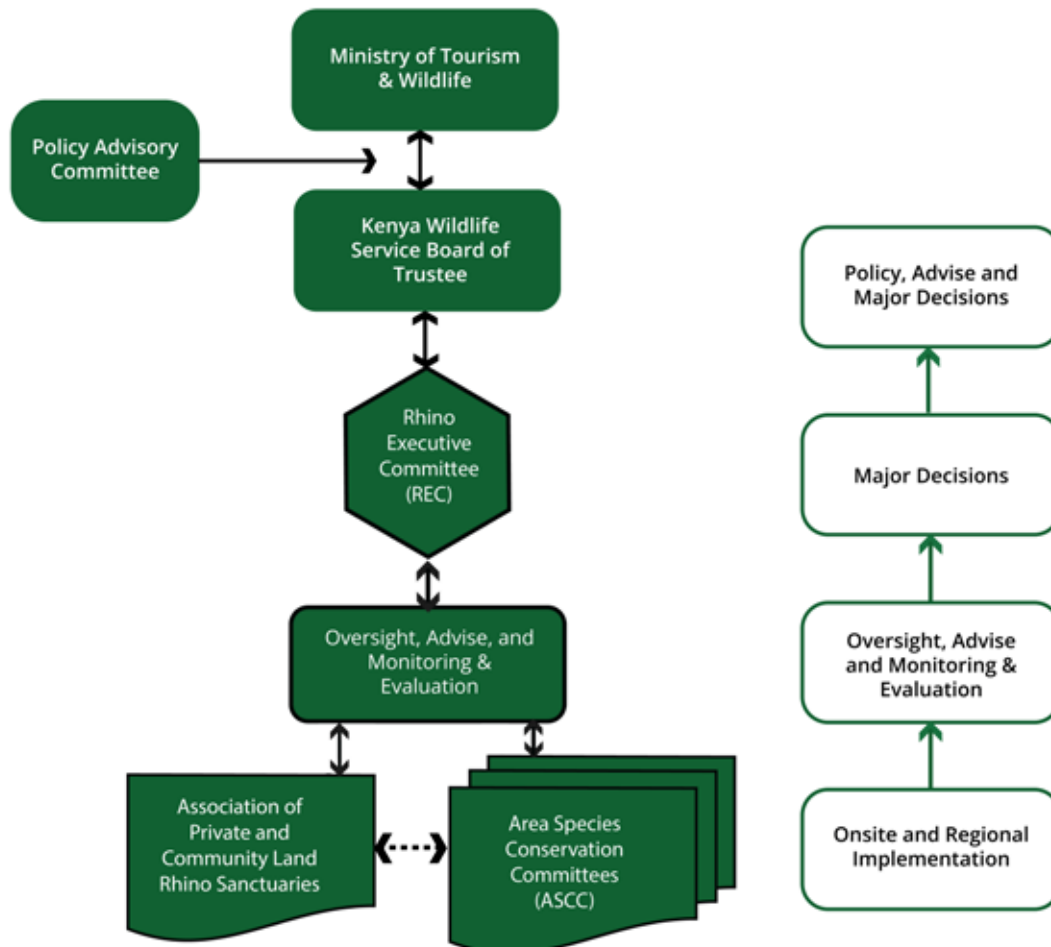 Ministry of Tourism
& Wildlife
Policy Advisory
Committee
Kenya Wildlife
Service Board of
Trustee
Rhino
Executive
Committee
(REC)
Oversight, Advise, and
Monitoring &
Evaluation
Association of
Private and
Community Land
Rhino Sanctuaries
Area Species
Conservation
Committees
(ASCC)
Policy, Advise and
Major Decisions
Major Decisions
Oversight, Advise
and Monitoring &
Evaluation
Onsite and Regional
Implementation